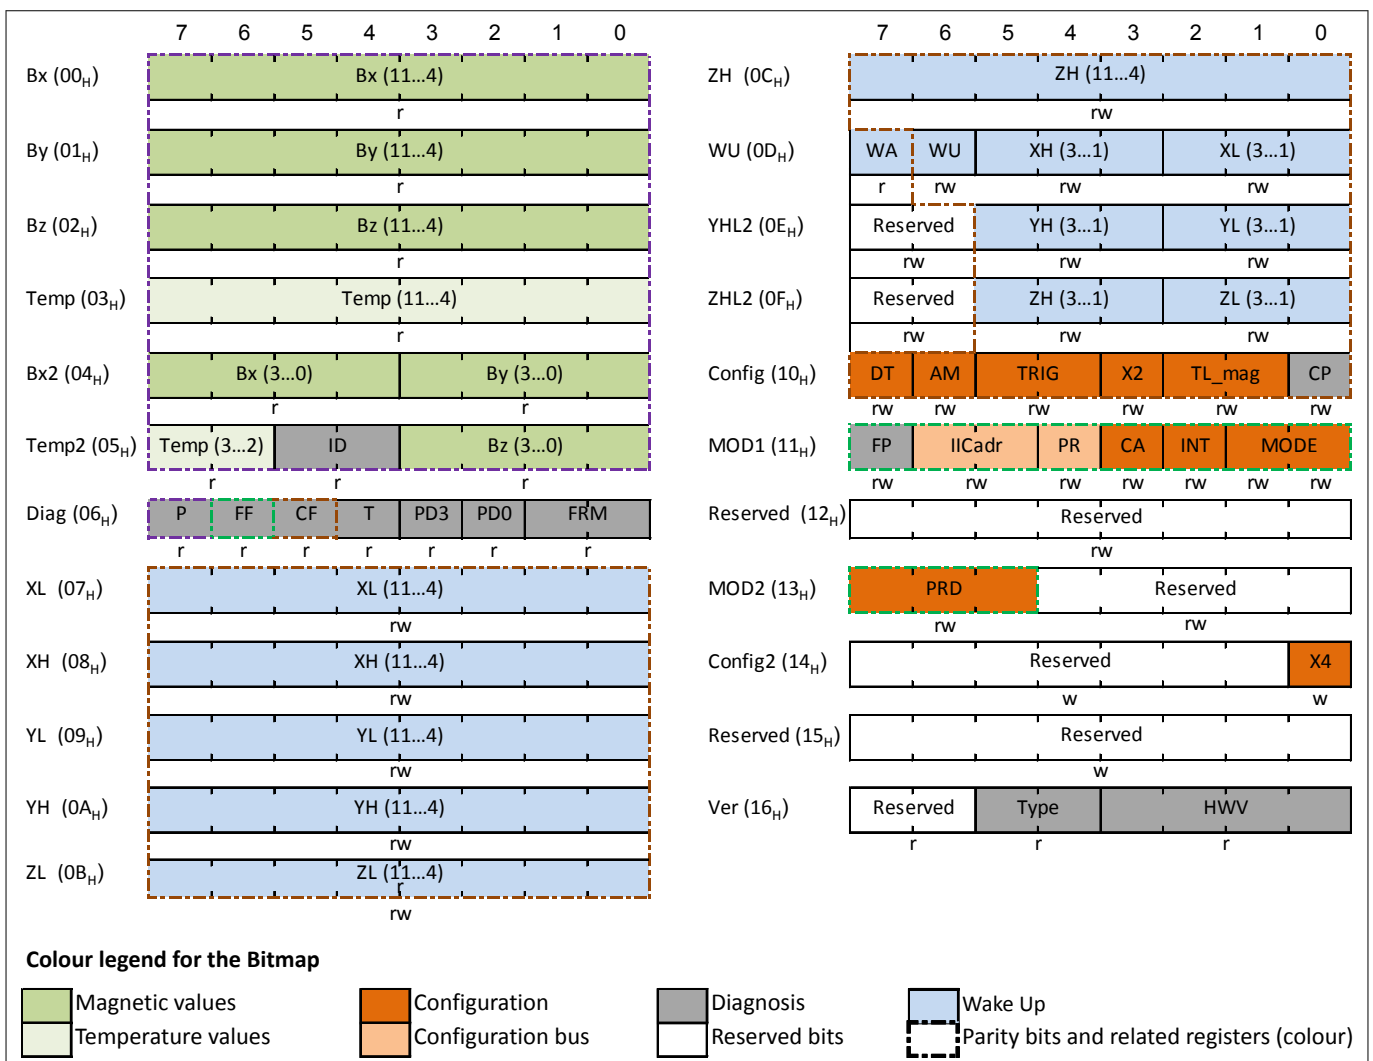 7 6 5 4 3 2 1 0
Bx (00H) Bx (11...4)
r
By (01H) By (11...4)
r
Bz (02H) Bz (11...4)
r
Temp (03H) Temp (11...4)
r
Bx2 (04H) Bx (3...0) By (3...0)
r r
Temp2 (05H) Temp (3...2) ID Bz (3...0)
r r r
Diag (06H) P FF CF T PD3 PD0 FRM
r r r r r r r
XL (07H) XL (11...4)
rw
XH (08H) XH (11...4)
rw
YL (09H) YL (11...4)
rw
YH (0AH) YH (11...4)
rw
ZL (0BH) ZL (11...4)
r
rw
7 6 5 4 3 2 1 0
ZH (0CH) ZH (11...4)
rw
WU (0DH) WA WU XH (3...1) XL (3...1)
r rw rw rw
YHL2 (0EH) Reserved YH (3...1) YL (3...1)
rw rw rw
ZHL2 (0FH) Reserved ZH (3...1) ZL (3...1)
rw rw rw
Config (10H) DT AM TRIG X2 TL_mag CP
rw rw rw rw rw rw
MOD1 (11H) FP IICadr PR CA INT MODE
rw rw rw rw rw rw
Reserved (12H) Reserved
rw
MOD2 (13H) PRD Reserved
rw rw
Config2 (14H) Reserved X4
w w
Reserved (15H) Reserved
w
Ver (16H) Reserved Type HWV
r r r
Colour legend for the Bitmap
Magnetic values Configuration Diagnosis Wake Up
Temperature values Configuration bus Reserved bits Parity bits and related registers (colour)